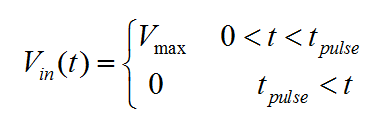 V_in(t) = { V_max   0 < t < t_pulse
0   t_pulse < t